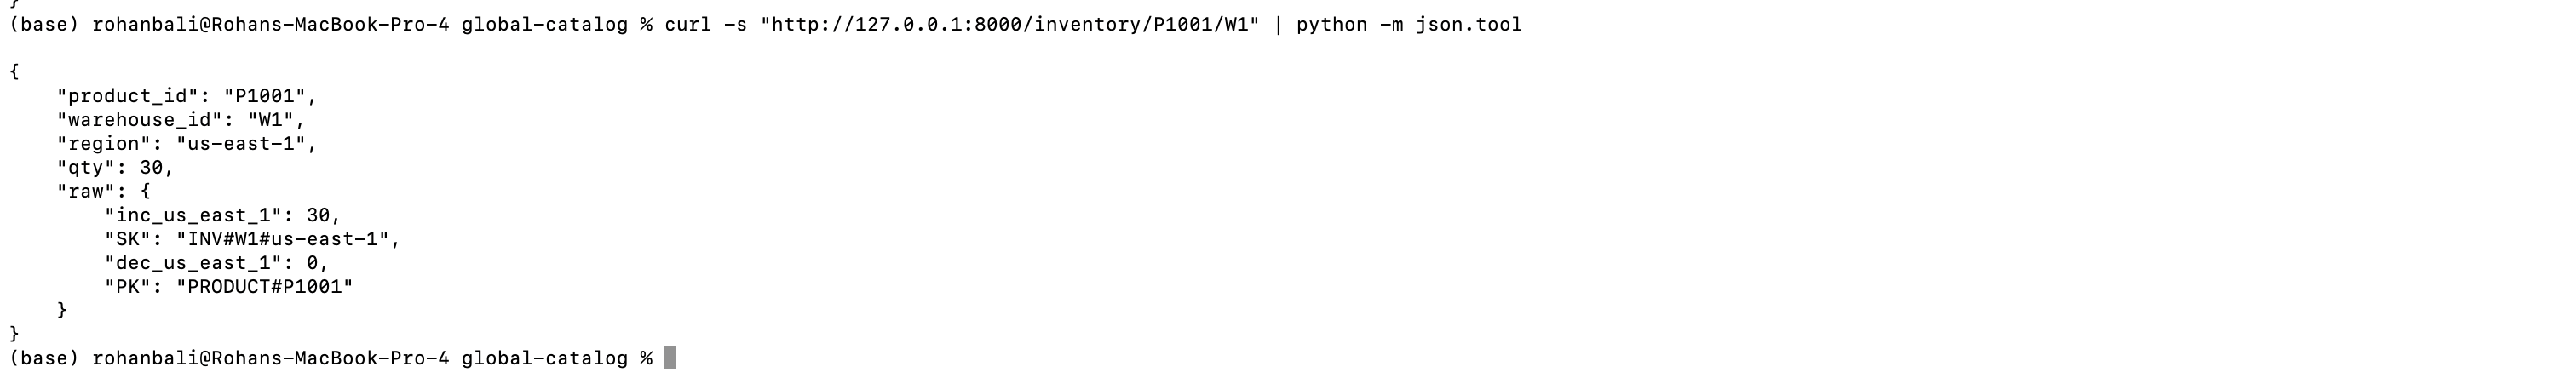 }
(base) rohanbali@Rohans-MacBook-Pro-4 global-catalog % curl -s "http://127.0.0.1:8000/inventory/P1001/W1" | python -m json.tool
{
    "product_id": "P1001",
    "warehouse_id": "W1",
    "region": "us-east-1",
    "qty": 30,
    "raw": {
        "inc_us_east_1": 30,
        "SK": "INV#W1#us-east-1",
        "dec_us_east_1": 0,
        "PK": "PRODUCT#P1001"
    }
}
(base) rohanbali@Rohans-MacBook-Pro-4 global-catalog %